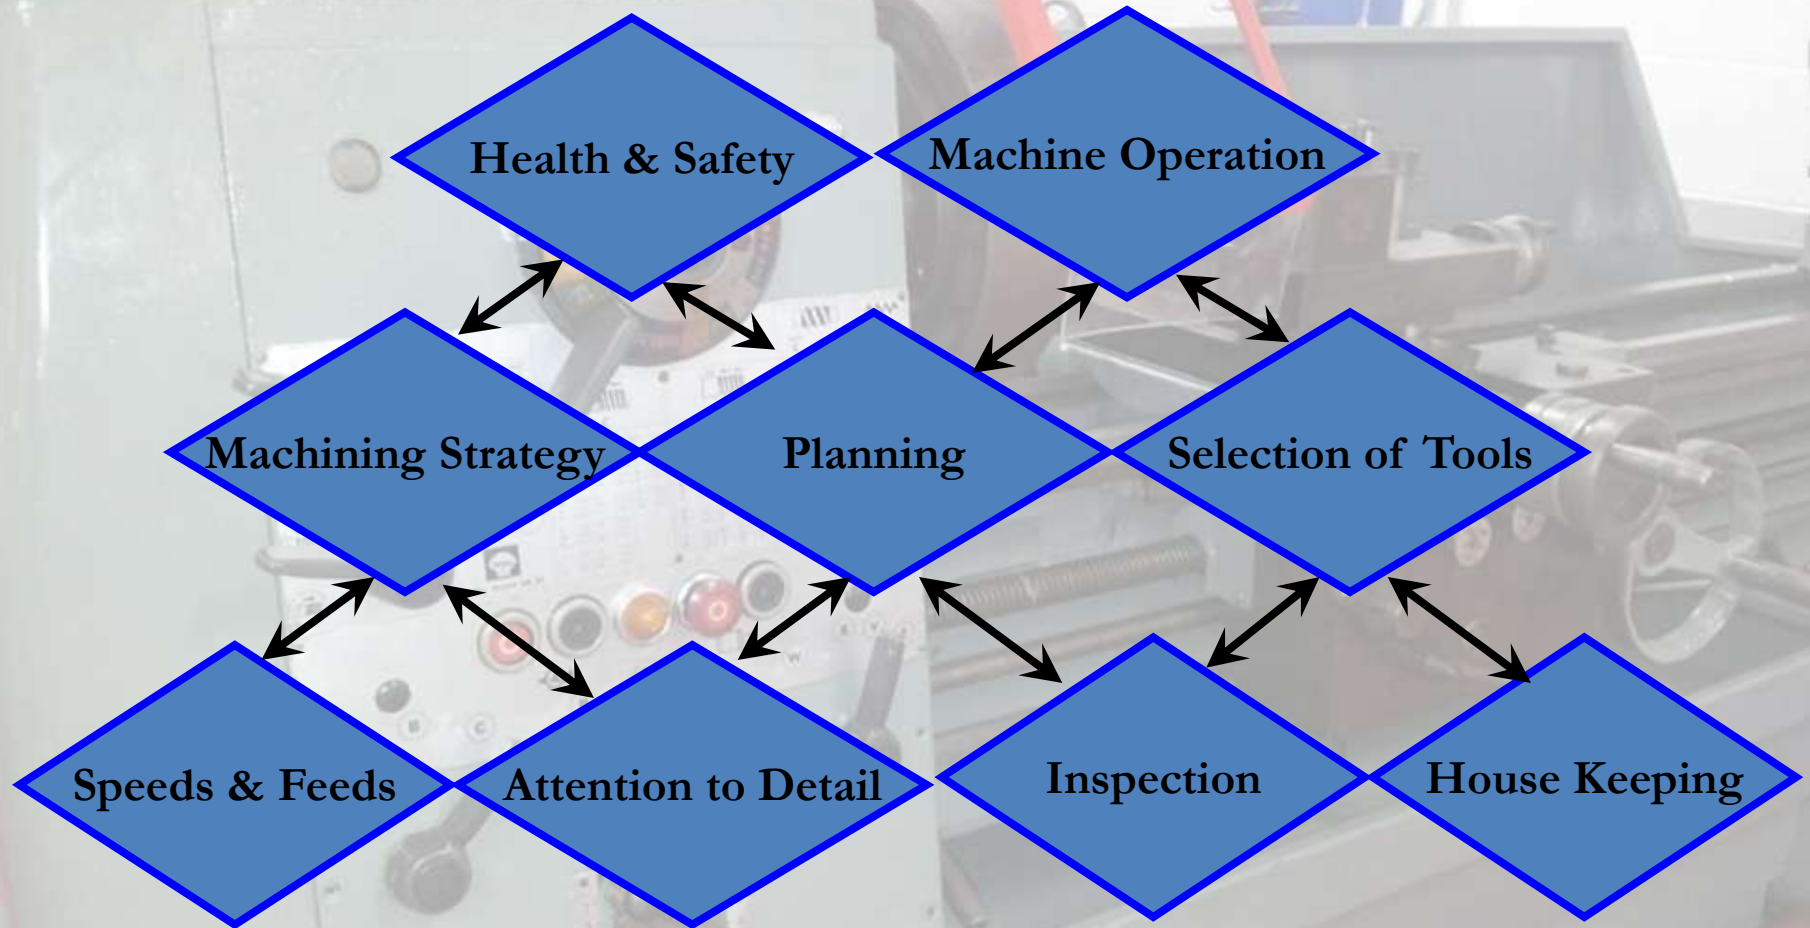 Health & Safety
Machine Operation
Machining Strategy
Planning
Selection of Tools
Speeds & Feeds
Attention to Detail
Inspection
House Keeping